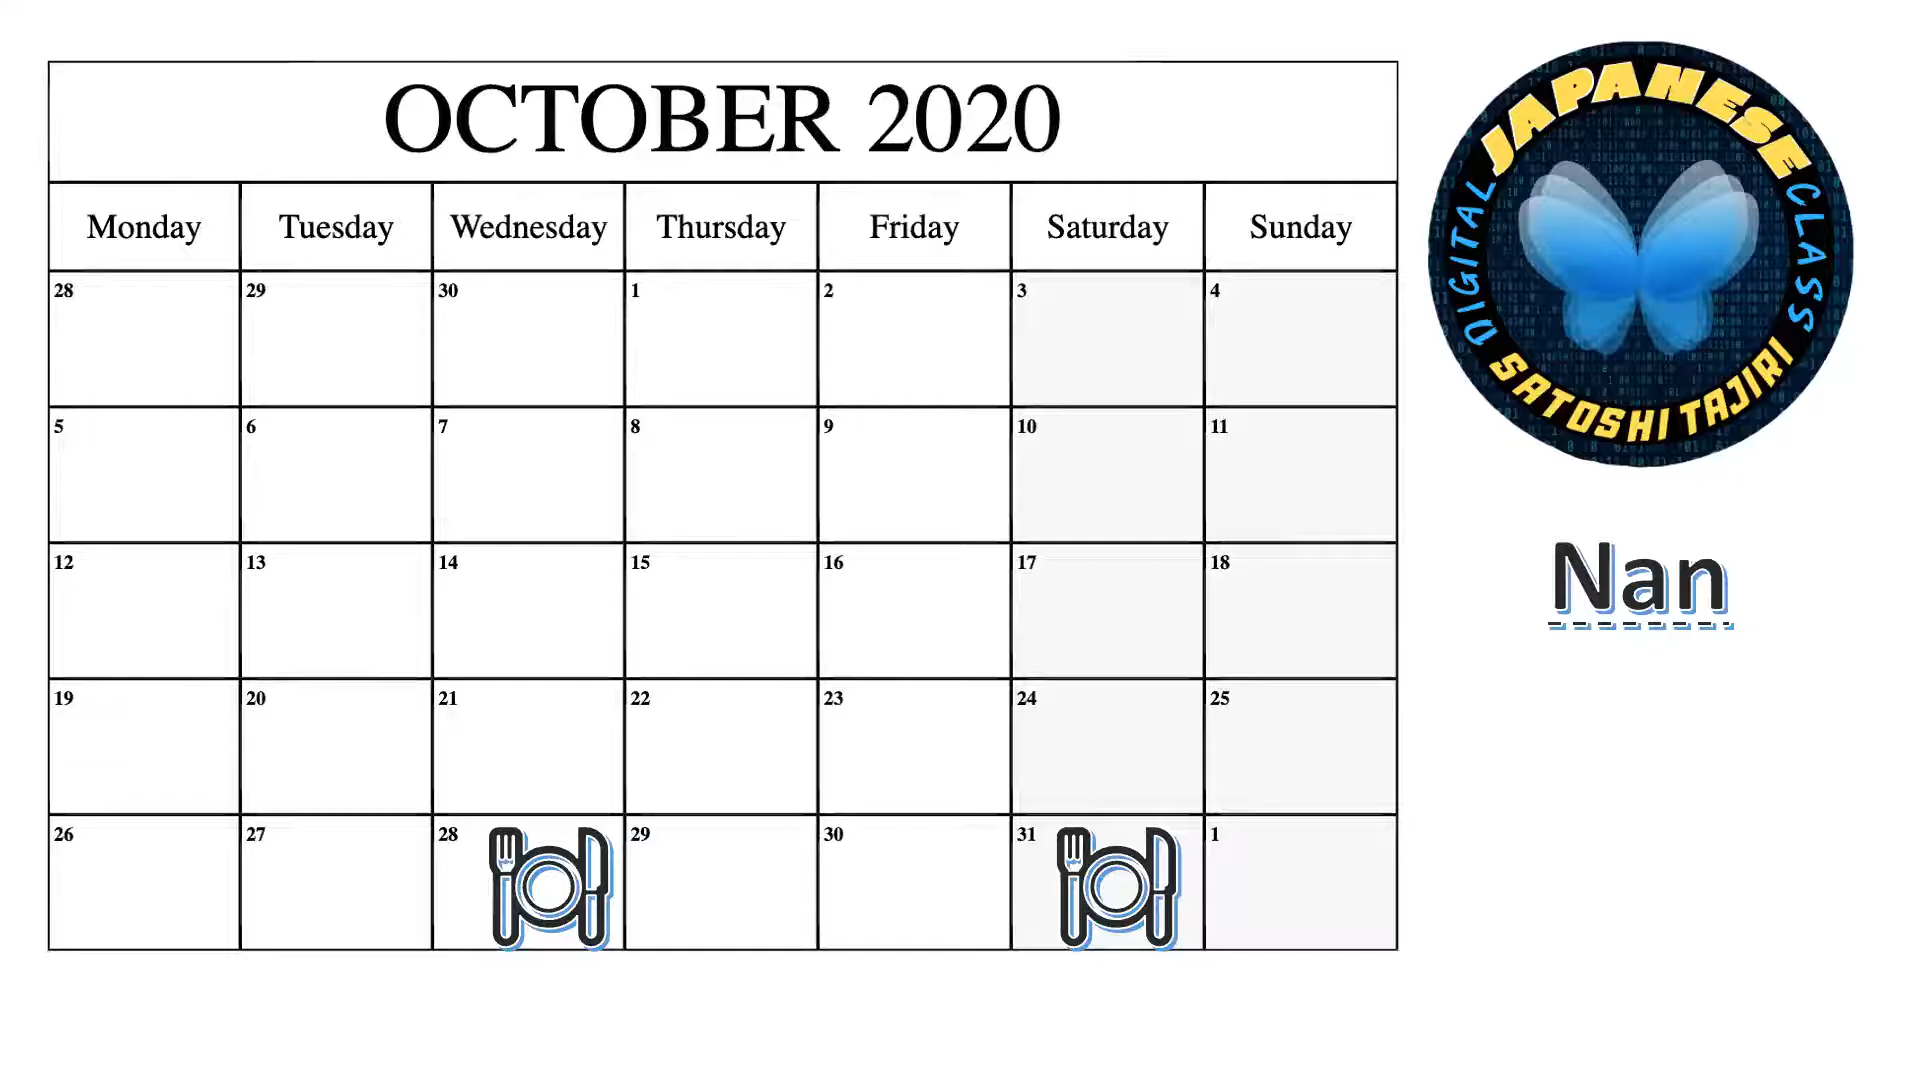 OCTOBER 2020
Monday Tuesday Wednesday Thursday Friday Saturday Sunday
28 29 30 1 2 3 4
5 6 7 8 9 10 11
12 13 14 15 16 17 18
19 20 21 22 23 24 25
26 27 28 29 30 31 1
DIGITAL JAPANESE CLASS
SATOSHI TAJIRI
Nan